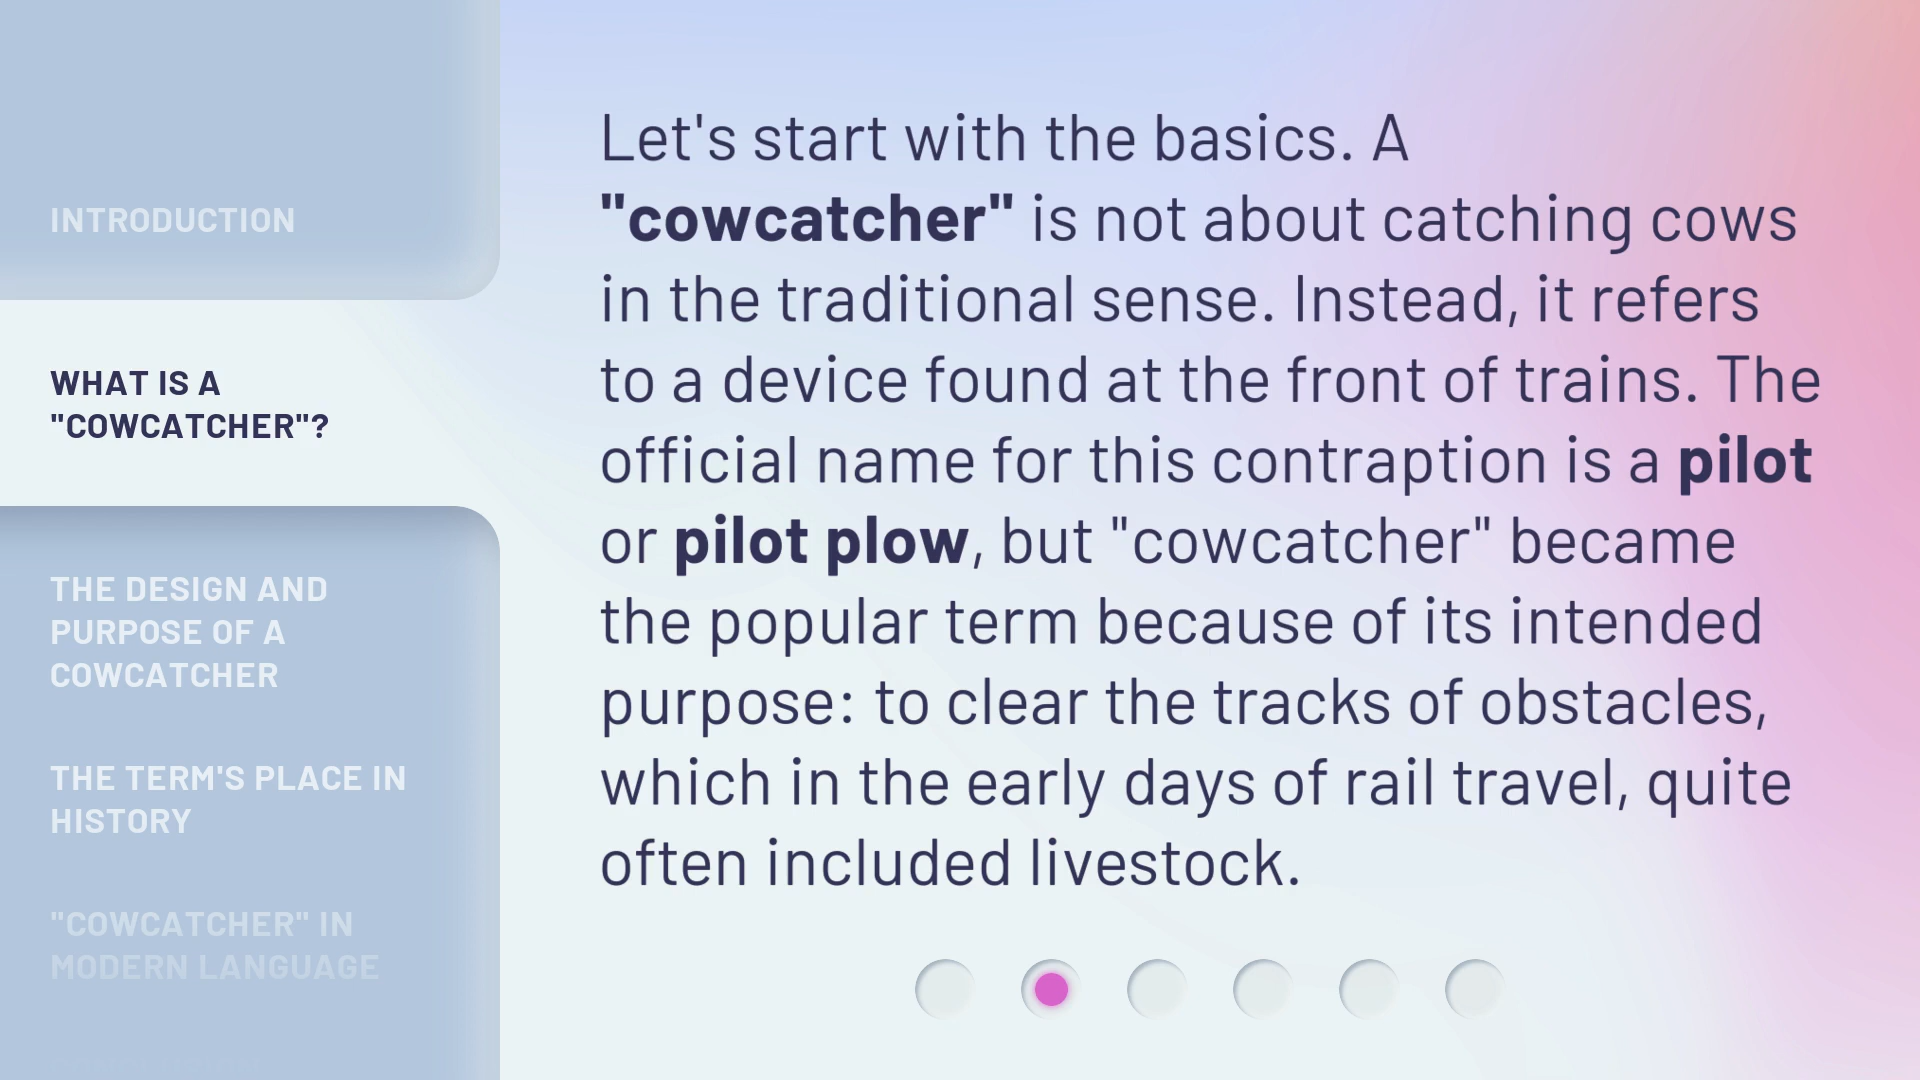 INTRODUCTION
WHAT IS A
"COWCATCHER"?
THE DESIGN AND
PURPOSE OF A
COWCATCHER
THE TERM'S PLACE IN
HISTORY
"COWCATCHER" IN
MODERN LANGUAGE
Let's start with the basics. A
"cowcatcher" is not about catching cows
in the traditional sense. Instead, it refers
to a device found at the front of trains. The
official name for this contraption is a pilot
or pilot plow, but "cowcatcher" became
the popular term because of its intended
purpose: to clear the tracks of obstacles,
which in the early days of rail travel, quite
often included livestock.